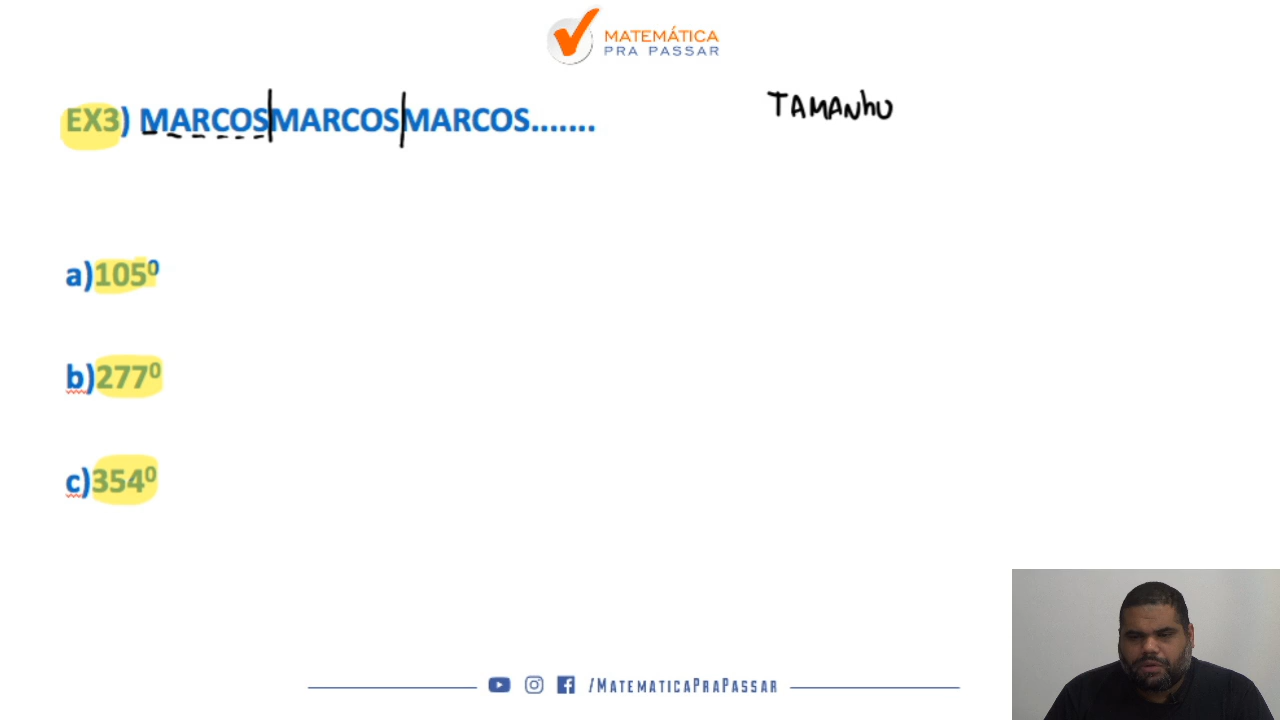 MATEMÁTICA
PRA PASSAR
EX3) MARCOSMARCOSMARCOS.......
TAMANHO
a)105⁰
b)277⁰
c)354⁰
/MATEMATICAPRAPASSAR